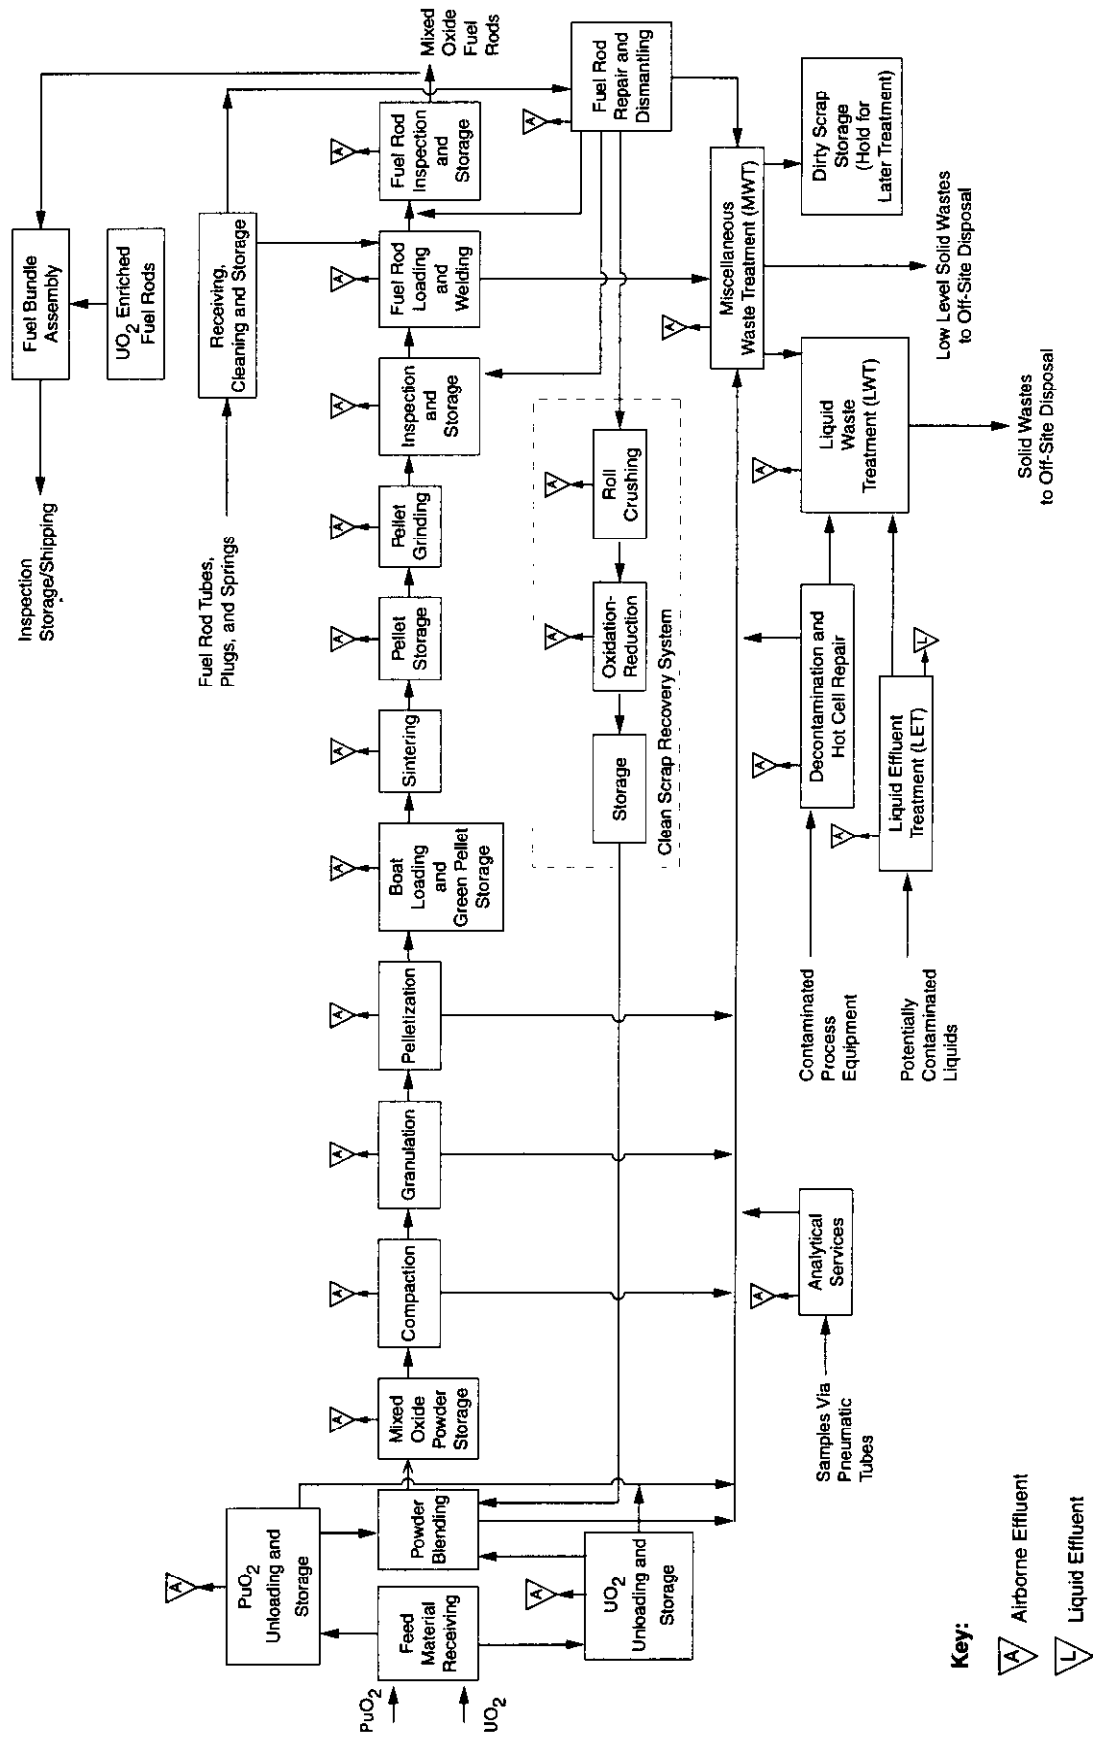 Inspection
Storage/Shipping
Fuel Bundle
Assembly
UO2 Enriched
Fuel Rods
Fuel Rod Tubes,
Plugs, and Springs
Receiving,
Cleaning and Storage
PuO2
UO2
Feed
Material
Receiving
PuO2
Unloading and
Storage
A
UO2
Unloading and
Storage
A
Powder
Blending
Mixed
Oxide
Powder
Storage
A
Compaction
A
Granulation
A
Pelletization
A
Boat
Loading
and
Green Pellet
Storage
A
Sintering
A
Pellet
Storage
A
Pellet
Grinding
A
Inspection
and
Storage
A
Fuel Rod
Loading
and
Welding
A
Fuel Rod
Inspection
and
Storage
A
Mixed
Oxide
Fuel
Rods
Fuel Rod
Repair and
Dismantling
A
Storage
Oxidation-
Reduction
A
Roll
Crushing
A
Clean Scrap Recovery System
Miscellaneous
Waste Treatment (MWT)
A
Dirty Scrap
Storage
(Hold for
Later Treatment)
Samples Via
Pneumatic
Tubes
Analytical
Services
A
Contaminated
Process
Equipment
Decontamination and
Hot Cell Repair
A
Potentially
Contaminated
Liquids
Liquid Effluent
Treatment (LET)
A
L
Liquid
Waste
Treatment (LWT)
A
Low Level Solid Wastes
to Off-Site Disposal
Solid Wastes
to Off-Site Disposal
Key:
A
Airborne Effluent
L
Liquid Effluent